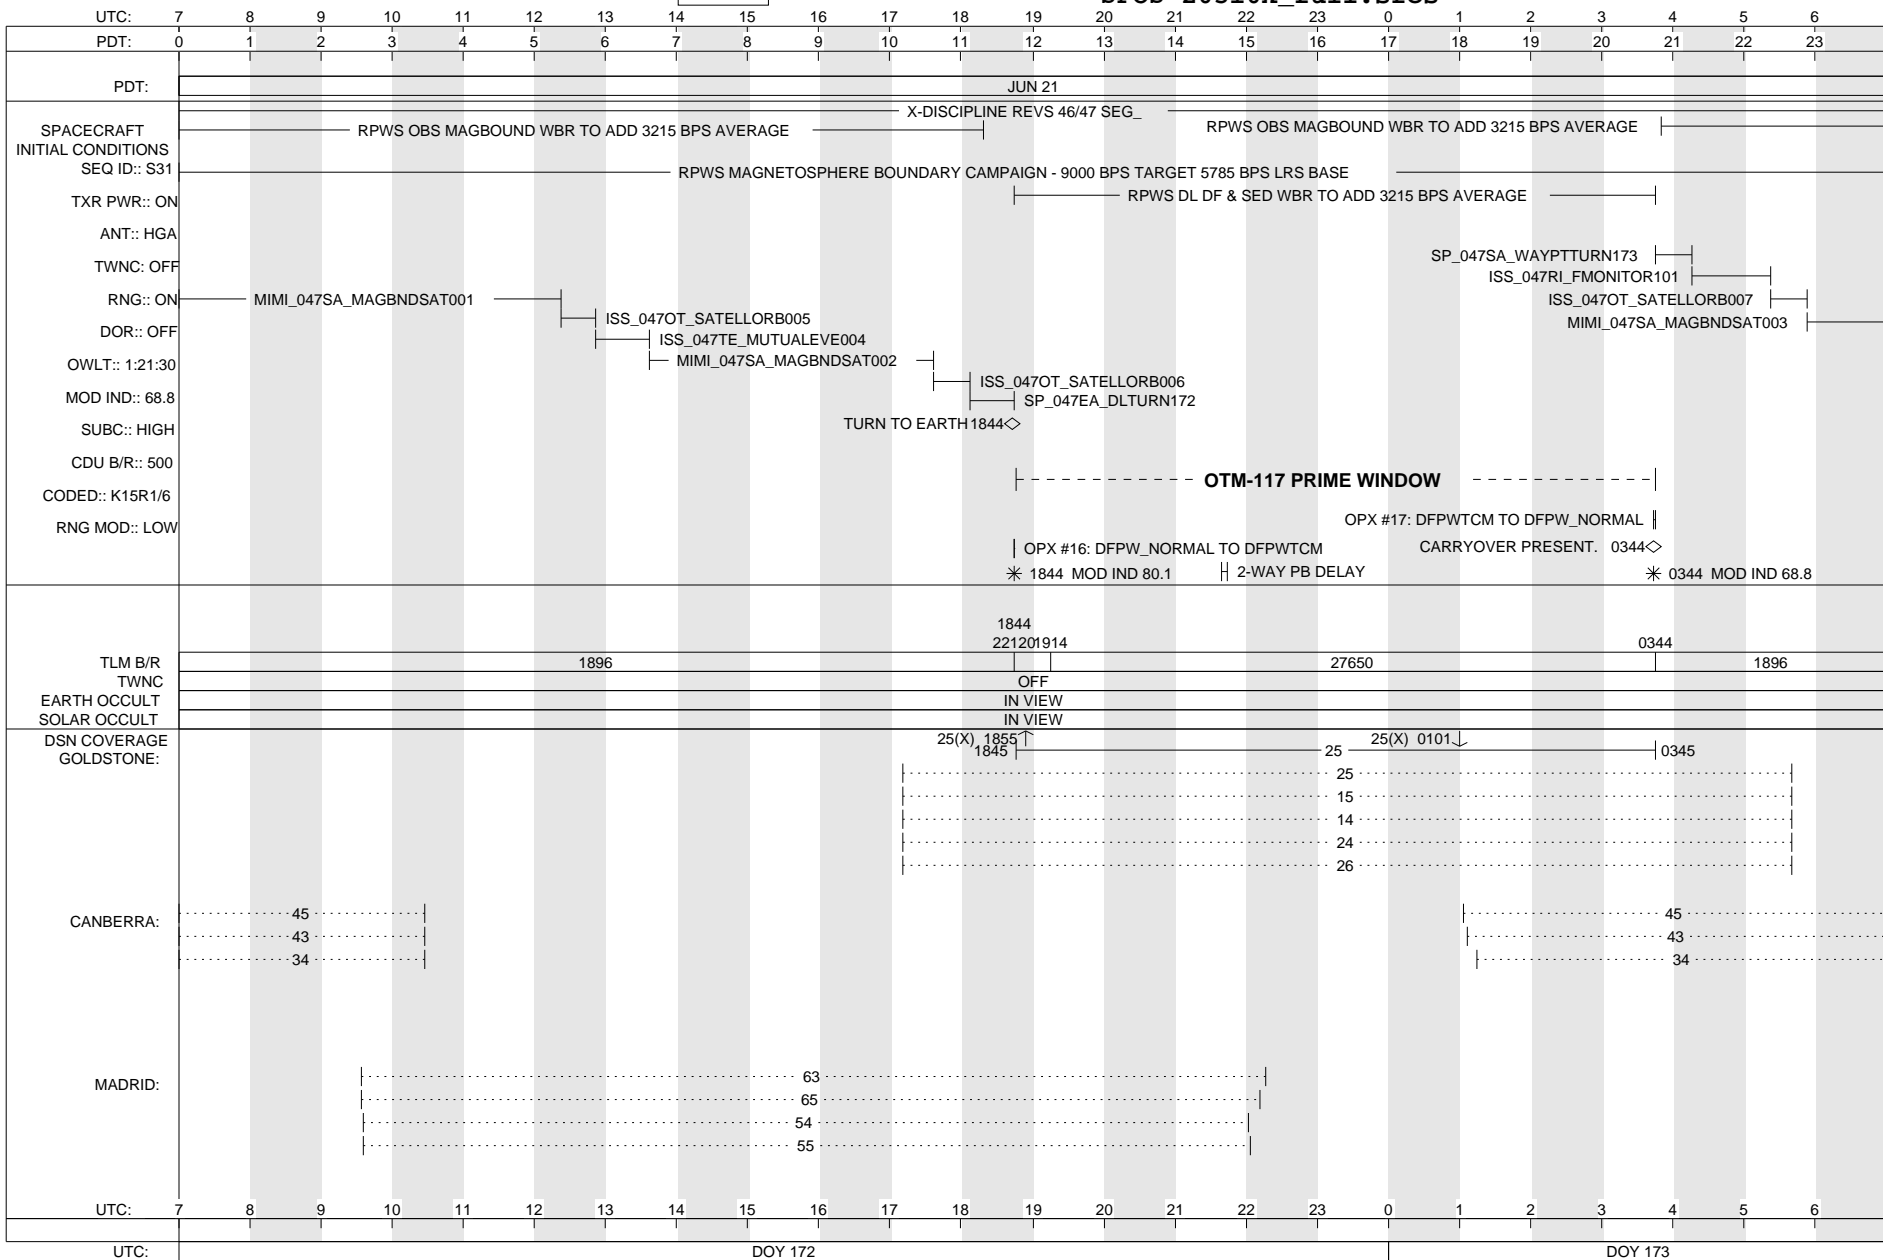 UTC: 7 8 9 10 11 12 13 14 15 16 17 18 19 20 21 22 23 0 1 2 3 4 5 6
PDT: 0 1 2 3 4 5 6 7 8 9 10 11 12 13 14 15 16 17 18 19 20 21 22 23
PDT: JUN 21
X-DISCIPLINE REVS 46/47 SEG_
SPACECRAFT
INITIAL CONDITIONS
RPWS OBS MAGBOUND WBR TO ADD 3215 BPS AVERAGE
RPWS OBS MAGBOUND WBR TO ADD 3215 BPS AVERAGE
SEQ ID:: S31
RPWS MAGNETOSPHERE BOUNDARY CAMPAIGN - 9000 BPS TARGET 5785 BPS LRS BASE
TXR PWR:: ON
RPWS DL DF & SED WBR TO ADD 3215 BPS AVERAGE
ANT:: HGA
SP_047SA_WAYPTTURN173
TWNC: OFF
ISS_047RI_FMONITOR101
RNG:: ON
MIMI_047SA_MAGBNDSAT001
ISS_047OT_SATELLORB007
ISS_047OT_SATELLORB005
MIMI_047SA_MAGBNDSAT003
DOR:: OFF
ISS_047TE_MUTUALEVE004
OWLT:: 1:21:30
MIMI_047SA_MAGBNDSAT002
ISS_047OT_SATELLORB006
MOD IND:: 68.8
SP_047EA_DLTURN172
SUBC:: HIGH
TURN TO EARTH 1844
CDU B/R:: 500
OTM-117 PRIME WINDOW
CODED:: K15R1/6
OPX #17: DFPWTCM TO DFPW_NORMAL
RNG MOD:: LOW
OPX #16: DFPW_NORMAL TO DFPWTCM
CARRYOVER PRESENT. 0344
1844 MOD IND 80.1
2-WAY PB DELAY
0344 MOD IND 68.8
1844
22120 1914 0344
TLM B/R 1896 27650 1896
TWNC OFF
EARTH OCCULT IN VIEW
SOLAR OCCULT IN VIEW
DSN COVERAGE 25(X) 1855 25(X) 0101
GOLDSTONE: 1845 25 0345
25
15
14
24
26
CANBERRA: 45 45
43 43
34 34
MADRID: 63
65
54
55
UTC: 7 8 9 10 11 12 13 14 15 16 17 18 19 20 21 22 23 0 1 2 3 4 5 6
UTC: DOY 172 DOY 173